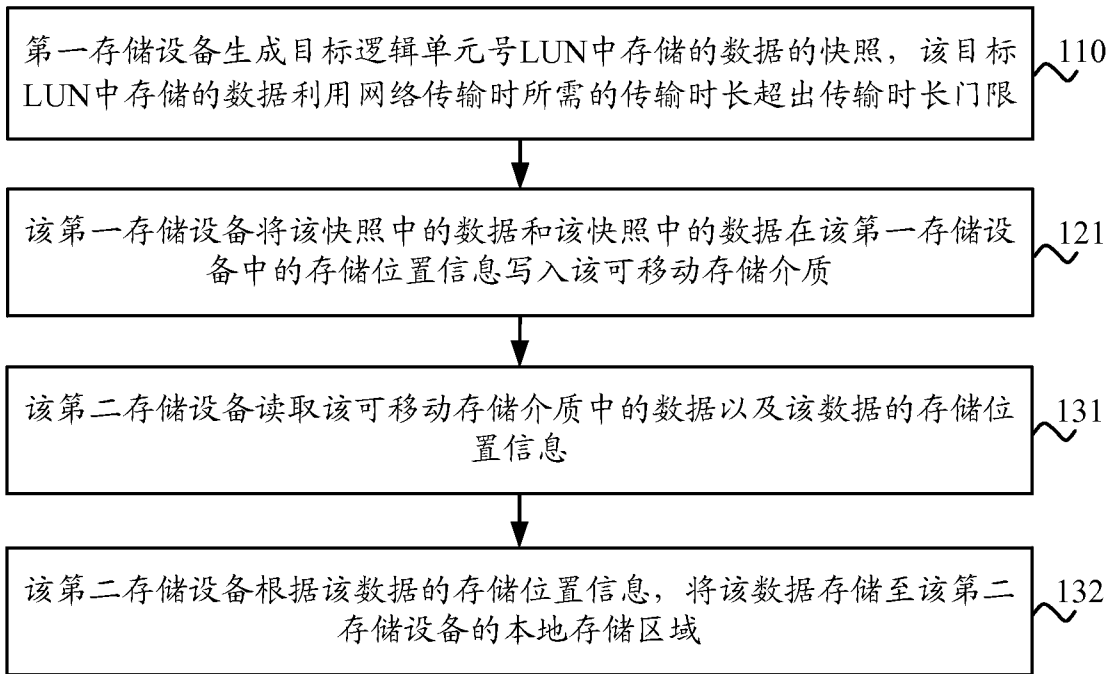 第一存储设备生成目标逻辑单元号LUN中存储的数据的快照，该目标
LUN中存储的数据利用网络传输时所需的传输时长超出传输时长门限
110
该第一存储设备将该快照中的数据和该快照中的数据在该第一存储设
备中的存储位置信息写入该可移动存储介质
121
该第二存储设备读取该可移动存储介质中的数据以及该数据的存储位
置信息
131
该第二存储设备根据该数据的存储位置信息，将该数据存储至该第二
存储设备的本地存储区域
132